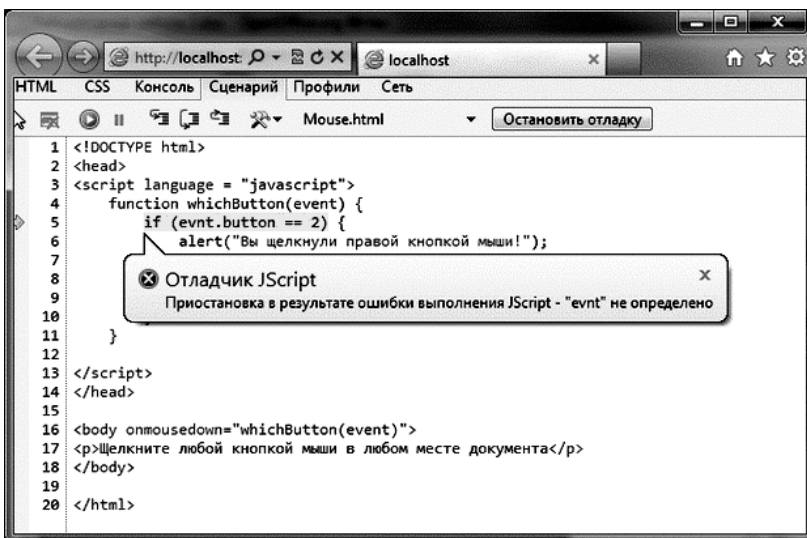 http://localhost:
localhost
HTML CSS Консоль Сценарий Профили Сеть
Mouse.html Остановить отладку
1 <!DOCTYPE html>
2 <head>
3 <script language = "javascript">
4 function whichButton(event) {
5 if (evnt.button == 2) {
6 alert("Вы щелкнули правой кнопкой мыши!");
7
8 Отладчик JScript
9 Приостановка в результате ошибки выполнения JScript - "evnt" не определено
10
11 }
12
13 </script>
14 </head>
15
16 <body onmousedown="whichButton(event)">
17 <p>Щелкните любой кнопкой мыши в любом месте документа</p>
18 </body>
19
20 </html>